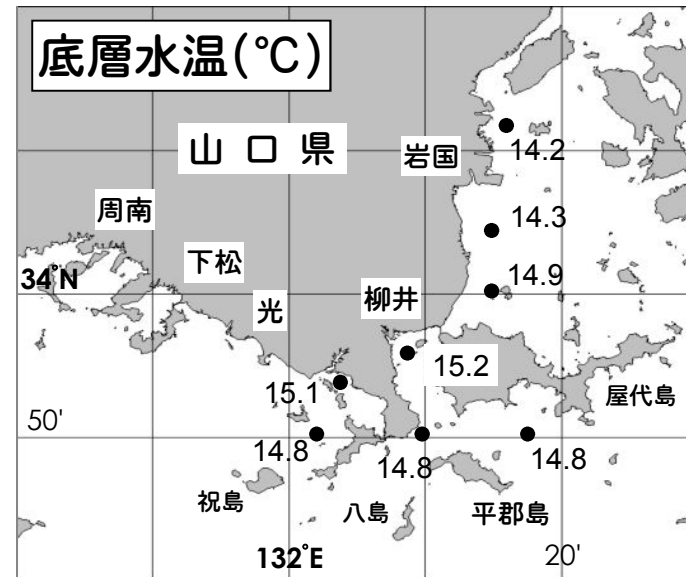 底層水温(℃)
山口県
岩国
14.2
周南
14.3
下松
34°N
14.9
光
柳井
15.2
15.1
屋代島
50'
14.8
14.8
14.8
祝島
八島
平郡島
132°E
20'